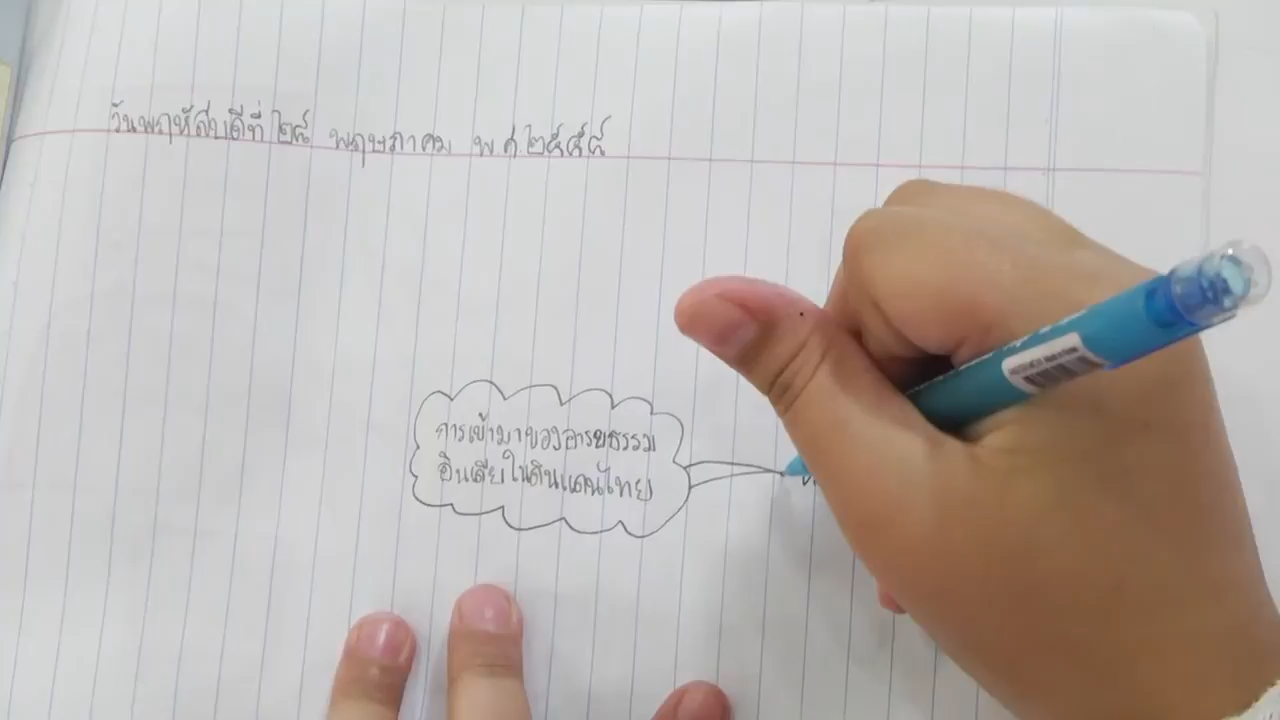 วันพฤหัสบดีที่ ๒๘ พฤษภาคม พ ศ ๒๕๕๘
การเข้ามาของอารยธรรม
อินเดียในดินแดนไทย